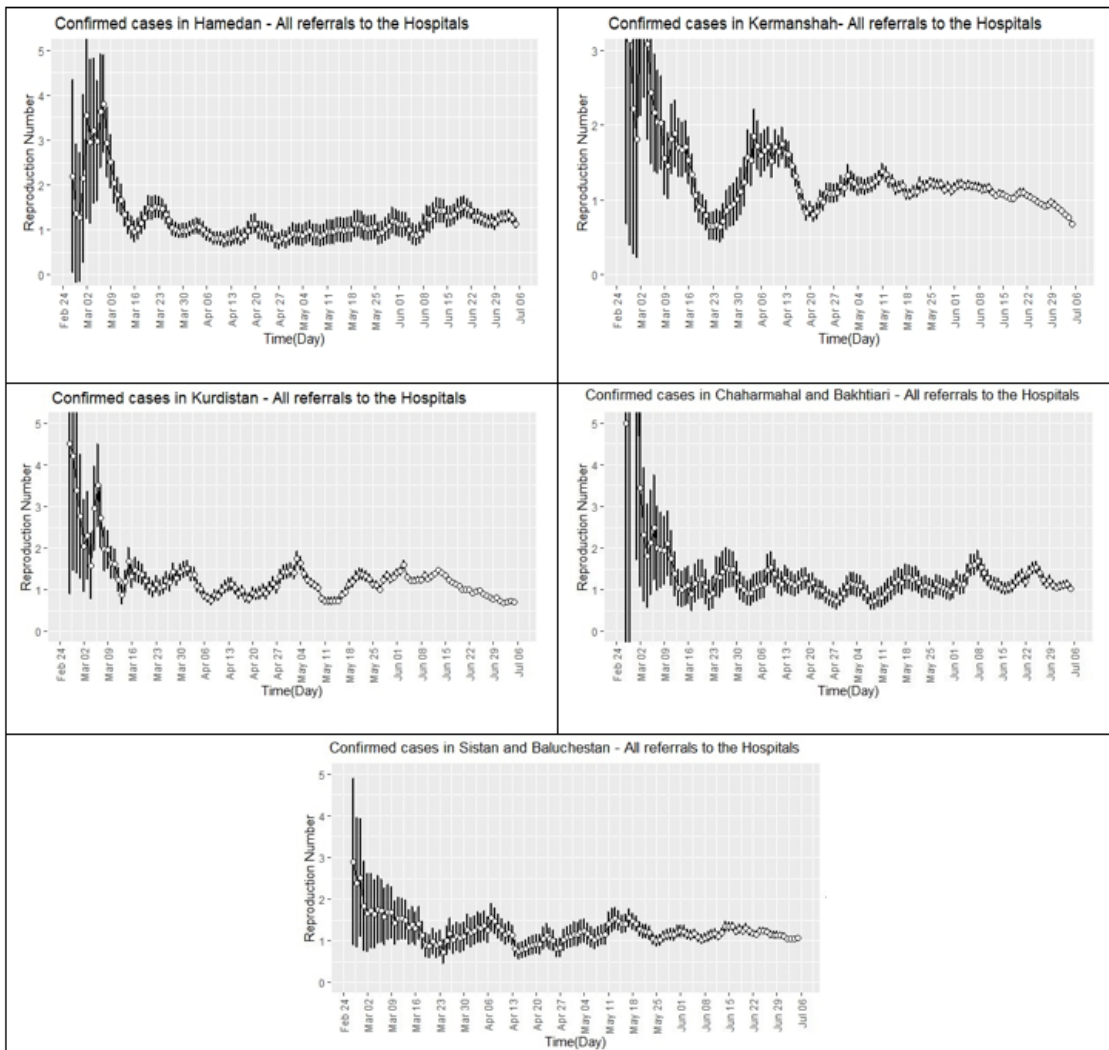 Confirmed cases in Hamedan - All referrals to the Hospitals
5
4
3
2
1
0
Reproduction Number
Feb 24
Mar 02
Mar 09
Mar 16
Mar 23
Mar 30
Apr 06
Apr 13
Apr 20
Apr 27
May 04
May 11
May 18
May 25
Jun 01
Jun 08
Jun 15
Jun 22
Jun 29
Jul 06
Time(Day)
Confirmed cases in Kermanshah- All referrals to the Hospitals
3
2
1
0
Reproduction Number
Feb 24
Mar 02
Mar 09
Mar 16
Mar 23
Mar 30
Apr 06
Apr 13
Apr 20
Apr 27
May 04
May 11
May 18
May 25
Jun 01
Jun 08
Jun 15
Jun 22
Jun 29
Jul 06
Time(Day)
Confirmed cases in Kurdistan - All referrals to the Hospitals
5
4
3
2
1
0
Reproduction Number
Feb 24
Mar 02
Mar 09
Mar 16
Mar 23
Mar 30
Apr 06
Apr 13
Apr 20
Apr 27
May 04
May 11
May 18
May 25
Jun 01
Jun 08
Jun 15
Jun 22
Jun 29
Jul 06
Time(Day)
Confirmed cases in Chaharmahal and Bakhtiari - All referrals to the Hospitals
5
4
3
2
1
0
Reproduction Number
Feb 24
Mar 02
Mar 09
Mar 16
Mar 23
Mar 30
Apr 06
Apr 13
Apr 20
Apr 27
May 04
May 11
May 18
May 25
Jun 01
Jun 08
Jun 15
Jun 22
Jun 29
Jul 06
Time(Day)
Confirmed cases in Sistan and Baluchestan - All referrals to the Hospitals
5
4
3
2
1
0
Reproduction Number
Feb 24
Mar 02
Mar 09
Mar 16
Mar 23
Mar 30
Apr 06
Apr 13
Apr 20
Apr 27
May 04
May 11
May 18
May 25
Jun 01
Jun 08
Jun 15
Jun 22
Jun 29
Jul 06
Time(Day)